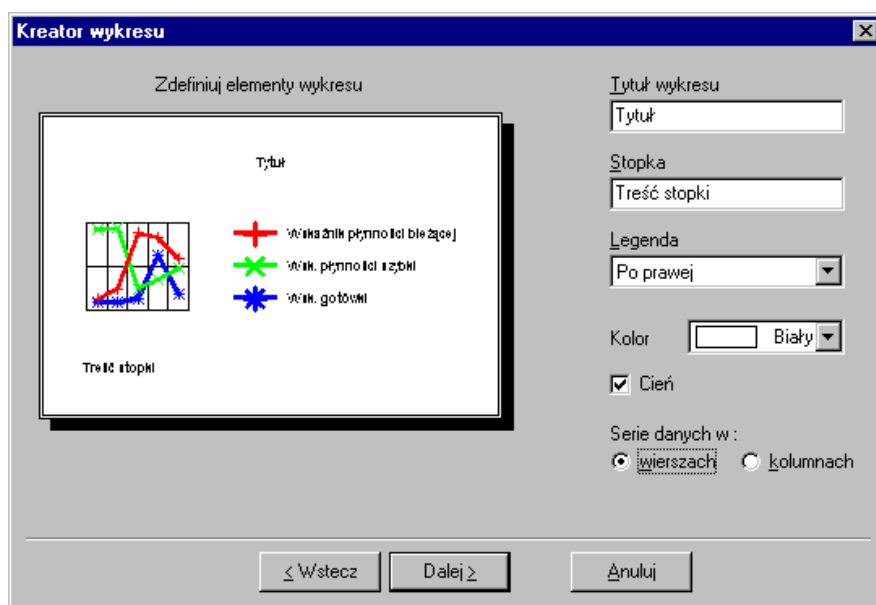 Kreator wykresu
Zdefiniuj elementy wykresu
Tytuł
Wskaźnik płynności bieżącej
Wsk. płynności szybki
Wsk. gotówki
Treść stopki
Tytuł wykresu
Tytuł
Stopka
Treść stopki
Legenda
Po prawej
Kolor Biały
Cień
Serie danych w :
wierszach kolumnach
< Wstecz Dalej > Anuluj